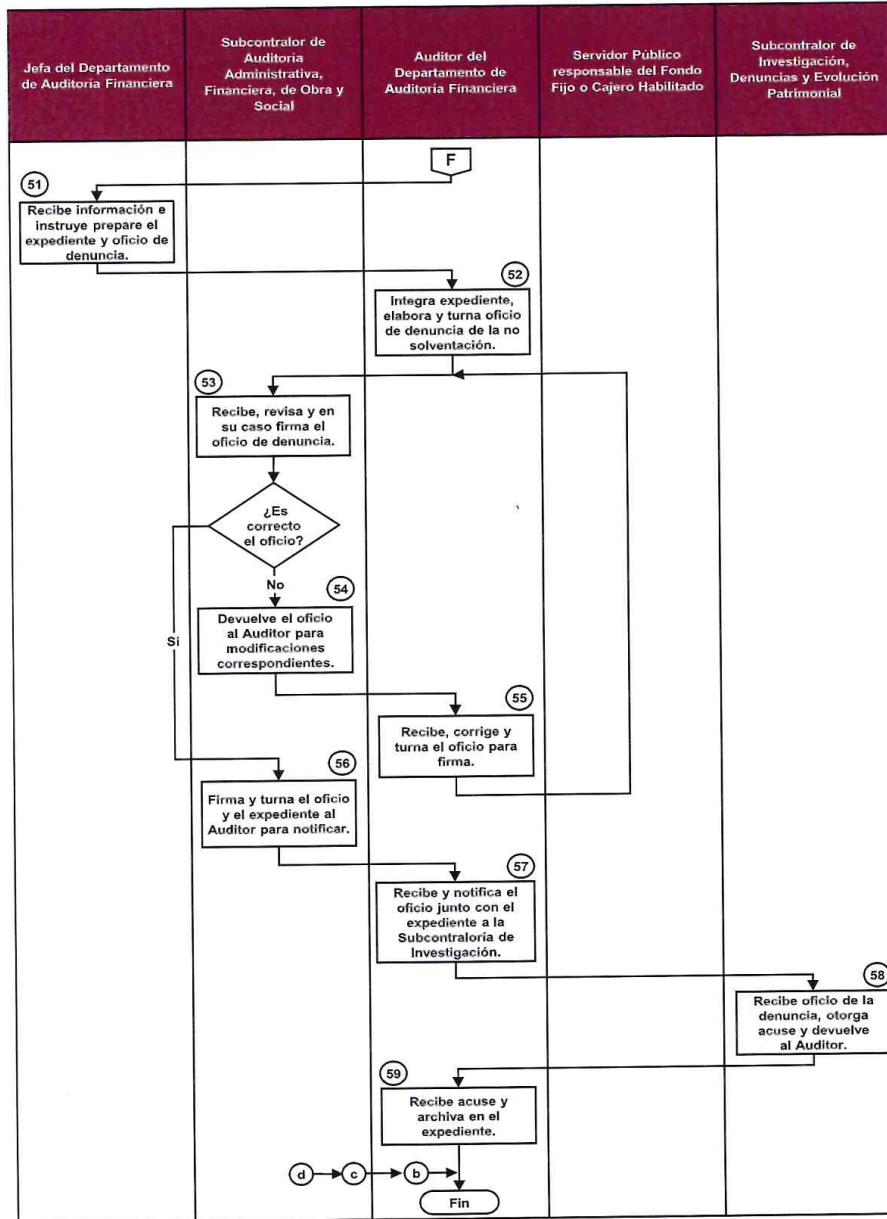 Jefa del Departamento
de Auditoría Financiera
Subcontralor de
Auditoría
Administrativa,
Financiera, de Obra y
Social
Auditor del
Departamento de
Auditoría Financiera
Servidor Público
responsable del Fondo
Fijo o Cajero Habilitado
Subcontralor de
Investigación,
Denuncias y Evolución
Patrimonial
F
51
Recibe información e
instruye prepare el
expediente y oficio de
denuncia.
52
Integra expediente,
elabora y turna oficio
de denuncia de la no
solventación.
53
Recibe, revisa y en
su caso firma el
oficio de denuncia.
¿Es
correcto
el oficio?
No
54
Devuelve el oficio
al Auditor para
modificaciones
correspondientes.
Si
55
Recibe, corrige y
turna el oficio para
firma.
56
Firma y turna el oficio
y el expediente al
Auditor para notificar.
57
Recibe y notifica el
oficio junto con el
expediente a la
Subcontraloría de
Investigación.
58
Recibe oficio de la
denuncia, otorga
acuse y devuelve
al Auditor.
59
Recibe acuse y
archiva en el
expediente.
d
c
b
Fin